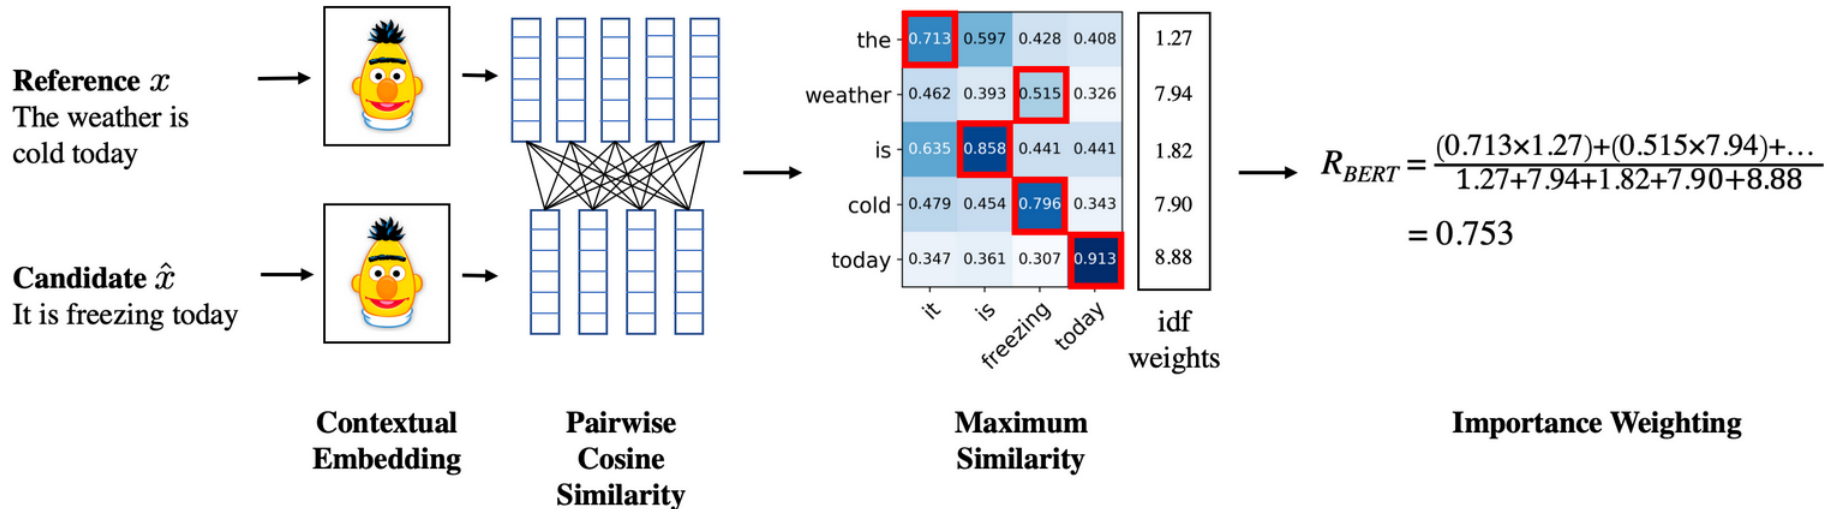 Reference x
The weather is
cold today
Candidate x̂
It is freezing today
Contextual
Embedding
Pairwise
Cosine
Similarity
the 0.713 0.597 0.428 0.408 1.27
weather 0.462 0.393 0.515 0.326 7.94
is 0.635 0.858 0.441 0.441 1.82
cold 0.479 0.454 0.796 0.343 7.90
today 0.347 0.361 0.307 0.913 8.88
it is freezing today
idf
weights
Maximum
Similarity
R_BERT = (0.713×1.27)+(0.515×7.94)+...
1.27+7.94+1.82+7.90+8.88
= 0.753
Importance Weighting